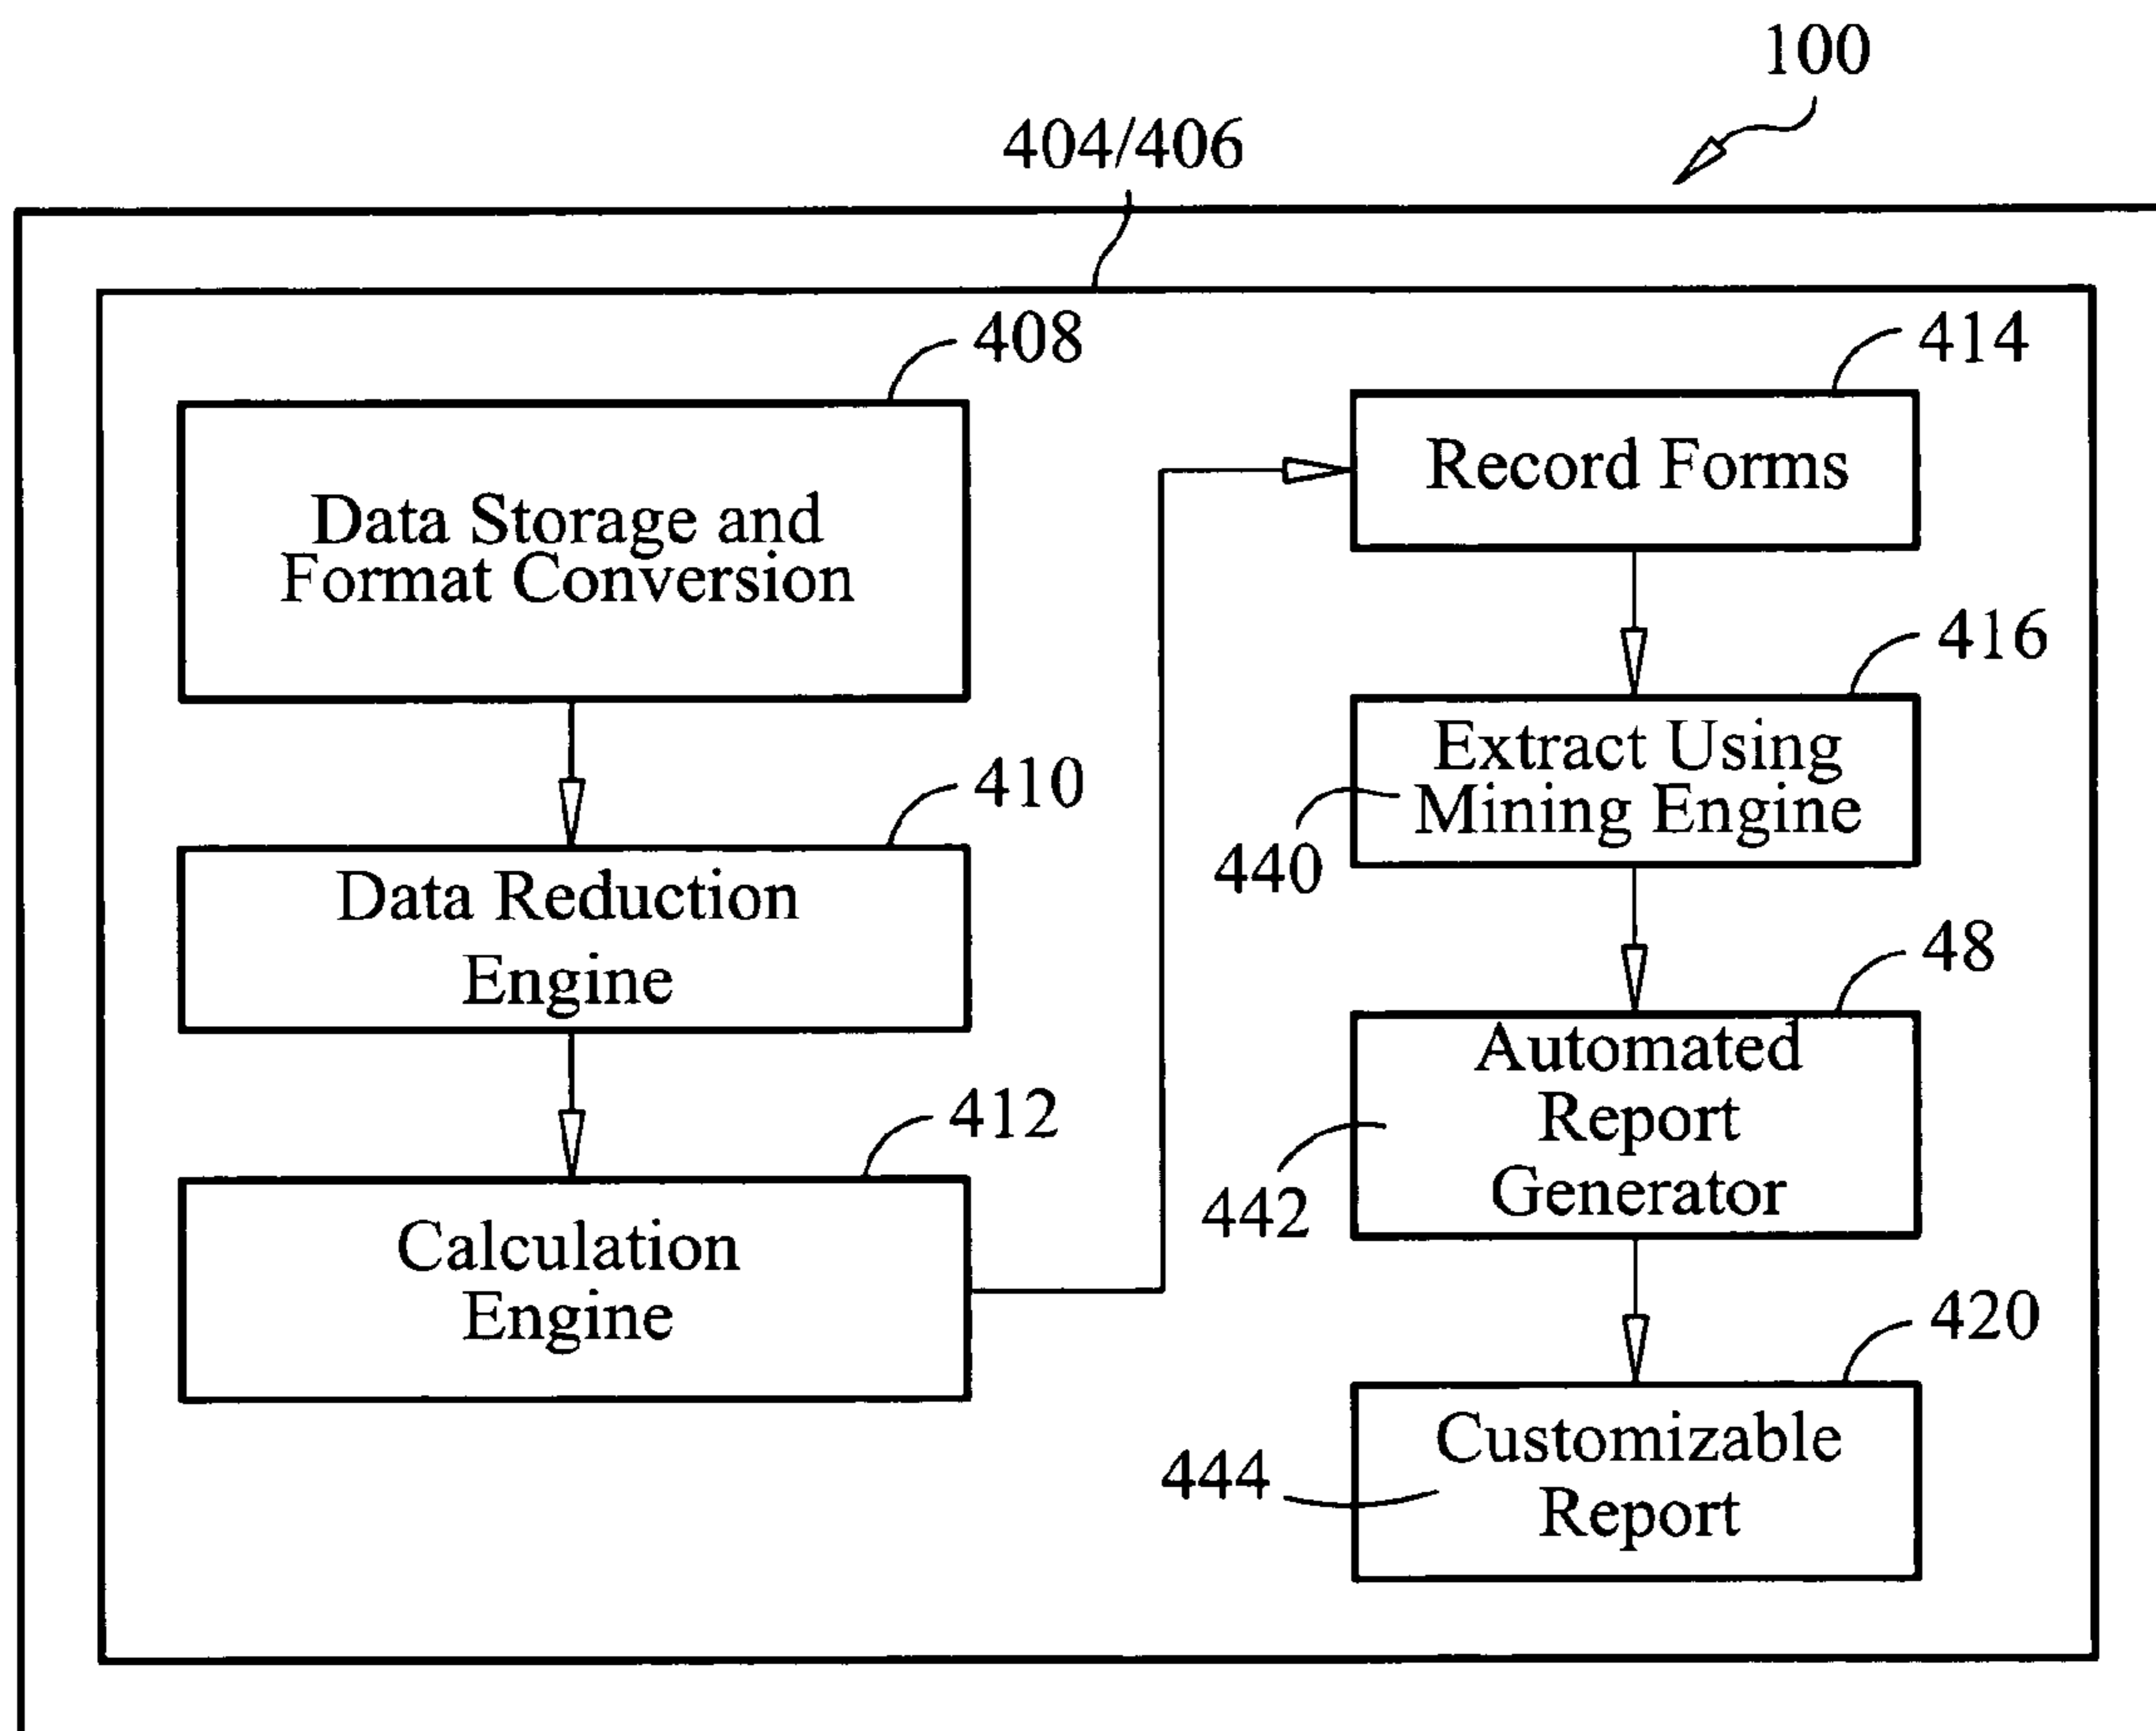 100
404/406
408
Data Storage and
Format Conversion
410
Data Reduction
Engine
412
Calculation
Engine
414
Record Forms
416
Extract Using
Mining Engine
440
48
Automated
Report
Generator
442
420
Customizable
Report
444